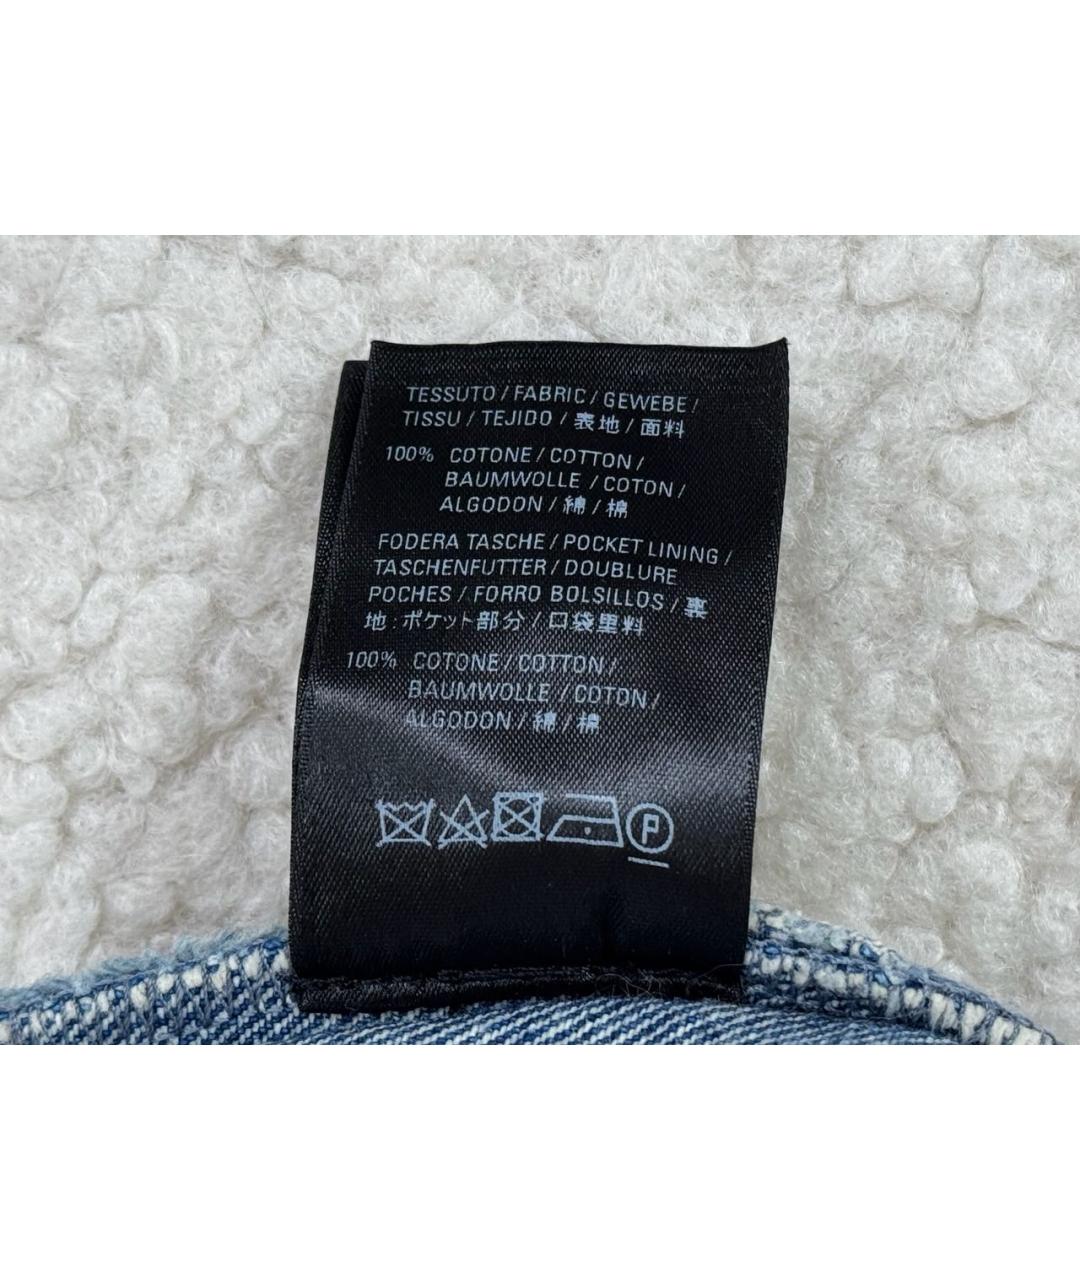 TESSUTO / FABRIC / GEWEBE /
TISSU / TEJIDO / 表地 / 面料
100% COTONE / COTTON /
BAUMWOLLE / COTON /
ALGODON / 綿 / 棉
FODERA TASCHE / POCKET LINING /
TASCHENFUTTER / DOUBLURE
POCHES / FORRO BOLSILLOS / 裏
地:ポケット部分 / 口袋里料
100% COTONE / COTTON /
BAUMWOLLE / COTON /
ALGODON / 綿 / 棉
P